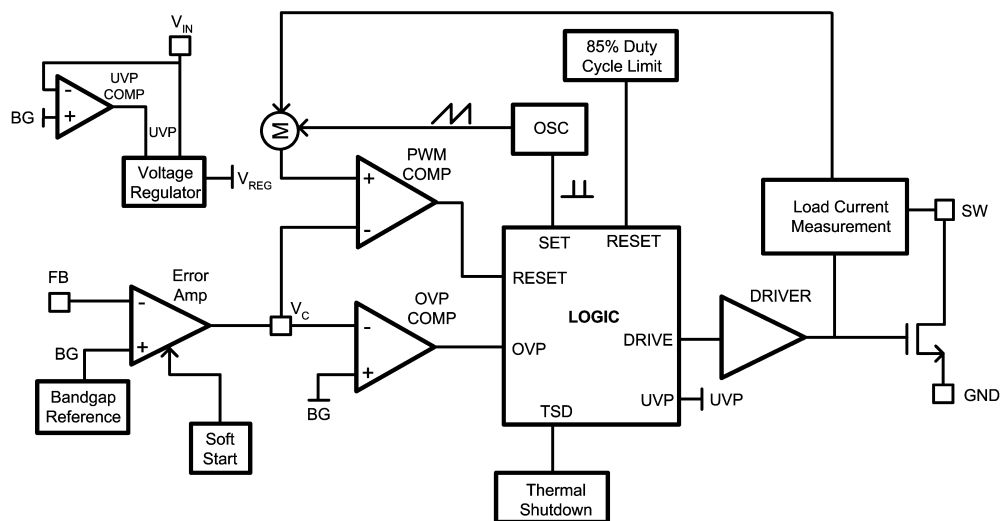 V_IN
85% Duty
Cycle Limit
UVP
COMP
-
+
BG
UVP
M
OSC
Voltage
Regulator
V_REG
PWM
COMP
+
-
Load Current
Measurement
SW
SET
RESET
RESET
FB
Error
Amp
-
+
V_C
OVP
COMP
-
+
LOGIC
DRIVER
OVP
DRIVE
BG
Bandgap
Reference
BG
UVP
UVP
GND
TSD
Soft
Start
Thermal
Shutdown